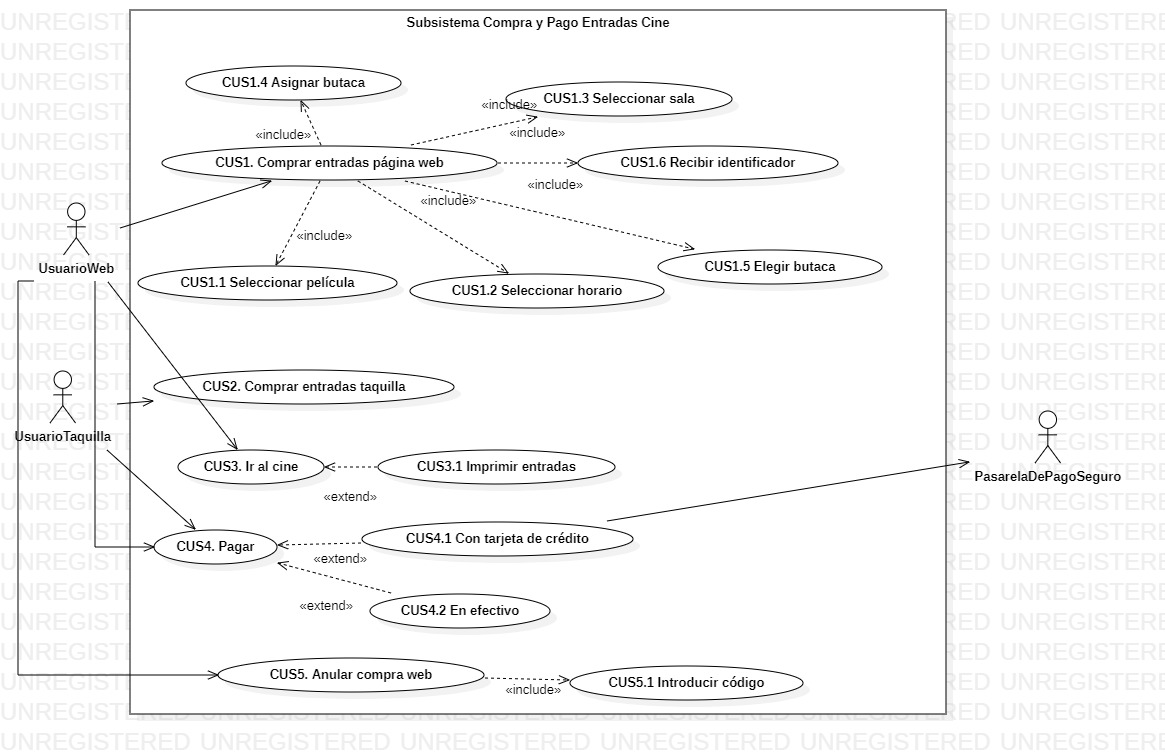 Subsistema Compra y Pago Entradas Cine
CUS1.4 Asignar butaca
«include»
CUS1.3 Seleccionar sala
«include»
«include»
CUS1. Comprar entradas página web
CUS1.6 Recibir identificador
«include»
«include»
«include»
UsuarioWeb
CUS1.1 Seleccionar película
CUS1.2 Seleccionar horario
CUS1.5 Elegir butaca
CUS2. Comprar entradas taquilla
UsuarioTaquilla
CUS3. Ir al cine
CUS3.1 Imprimir entradas
«extend»
PasarelaDePagoSeguro
CUS4. Pagar
CUS4.1 Con tarjeta de crédito
«extend»
«extend»
CUS4.2 En efectivo
CUS5. Anular compra web
CUS5.1 Introducir código
«include»
UNREGISTERED UNREGISTERED UNREGISTERED UNREGISTERED UNREGISTERED UNREGISTERED